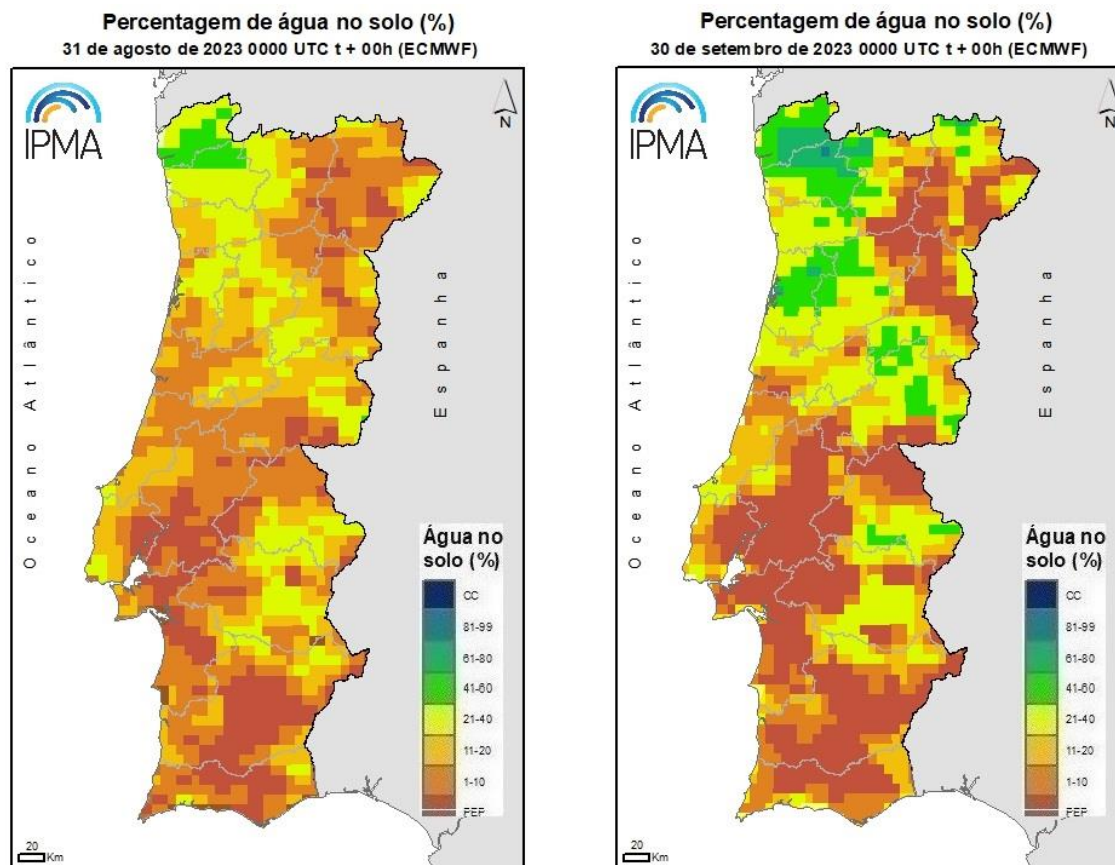 Percentagem de água no solo (%)
31 de agosto de 2023 0000 UTC t + 00h (ECMWF)
IPMA
N
Oceano Atlântico
Espanha
Água no
solo (%)
CC
81-99
61-80
41-60
21-40
11-20
1-10
PEP
20
Km
Percentagem de água no solo (%)
30 de setembro de 2023 0000 UTC t + 00h (ECMWF)
IPMA
N
Oceano Atlântico
Espanha
Água no
solo (%)
CC
81-99
61-80
41-60
21-40
11-20
1-10
PEP
20
Km